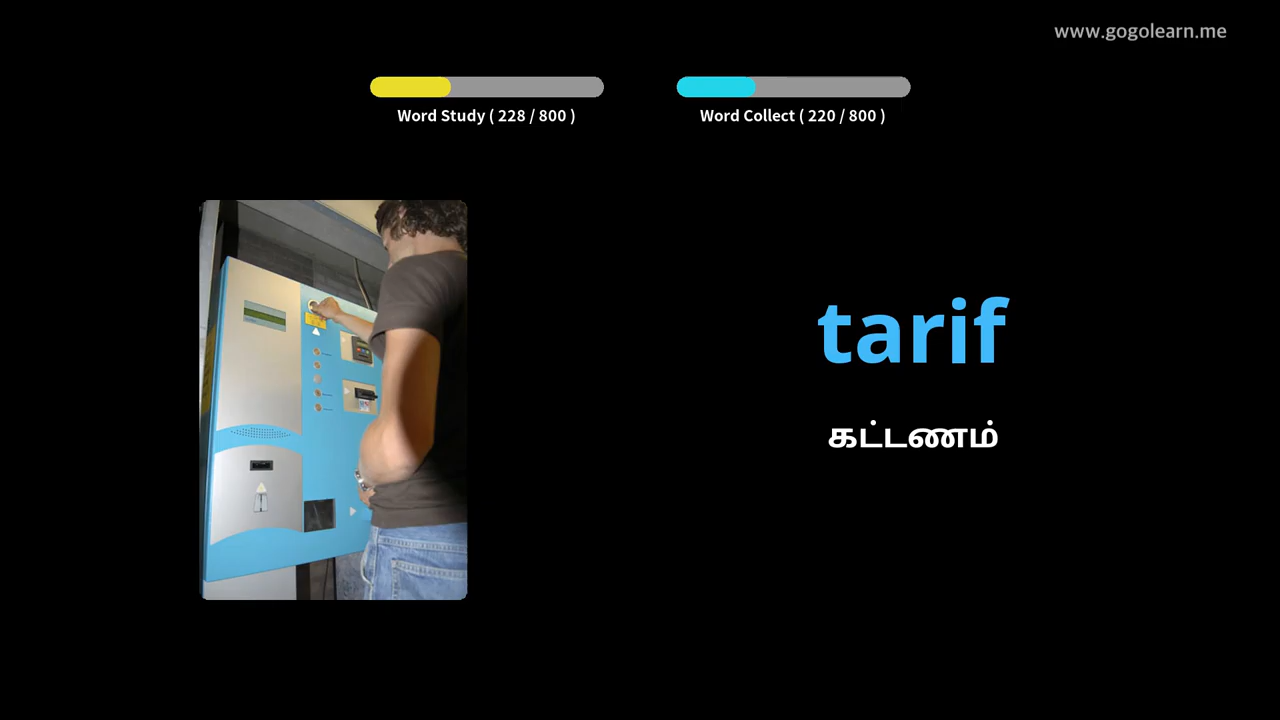 www.gogolearn.me
Word Study ( 228 / 800 )
Word Collect ( 220 / 800 )
tarif
கட்டணம்